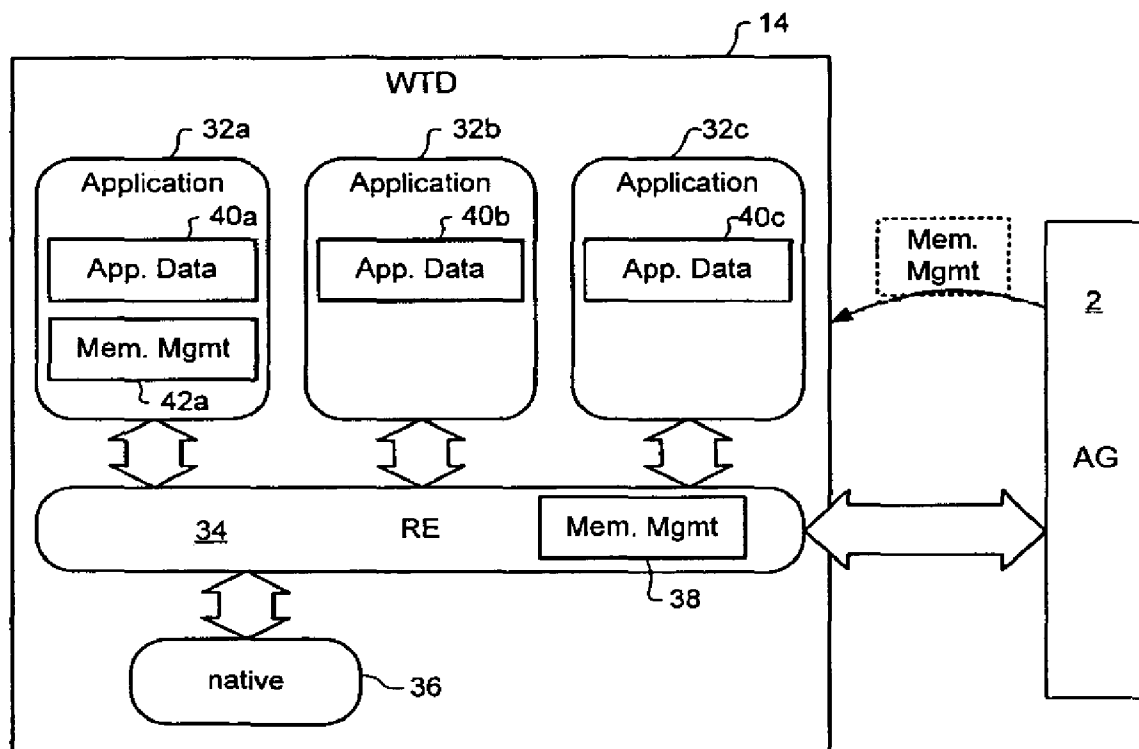 14
WTD
32a
32b
32c
Application
Application
Application
40a
40b
40c
App. Data
App. Data
App. Data
Mem. Mgmt
42a
Mem.
Mgmt
2
AG
34
RE
Mem. Mgmt
38
native
36